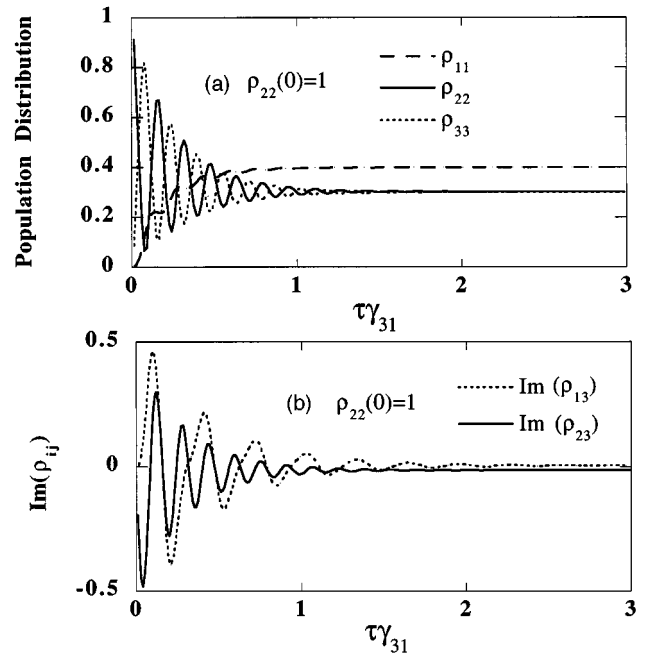 Population Distribution
1
0.8
0.6
0.4
0.2
0
(a) ρ22(0)=1
ρ11
ρ22
ρ33
0 1 2 3
τγ31
Im(ρij)
0.5
0
-0.5
(b) ρ22(0)=1
Im (ρ13)
Im (ρ23)
0 1 2 3
τγ31